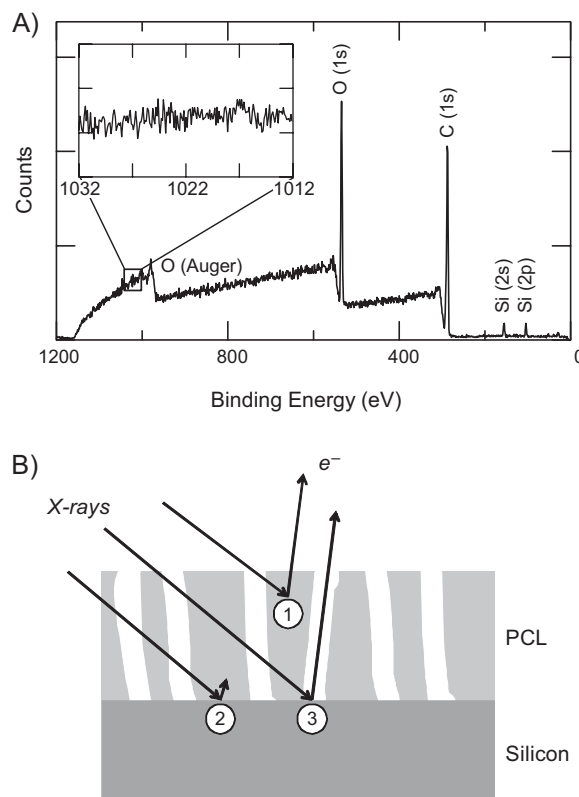 A)
O (1s)
C (1s)
Counts
1032
1022
1012
O (Auger)
Si (2s)
Si (2p)
1200
800
400
0
Binding Energy (eV)
B)
e⁻
X-rays
1
PCL
2
3
Silicon